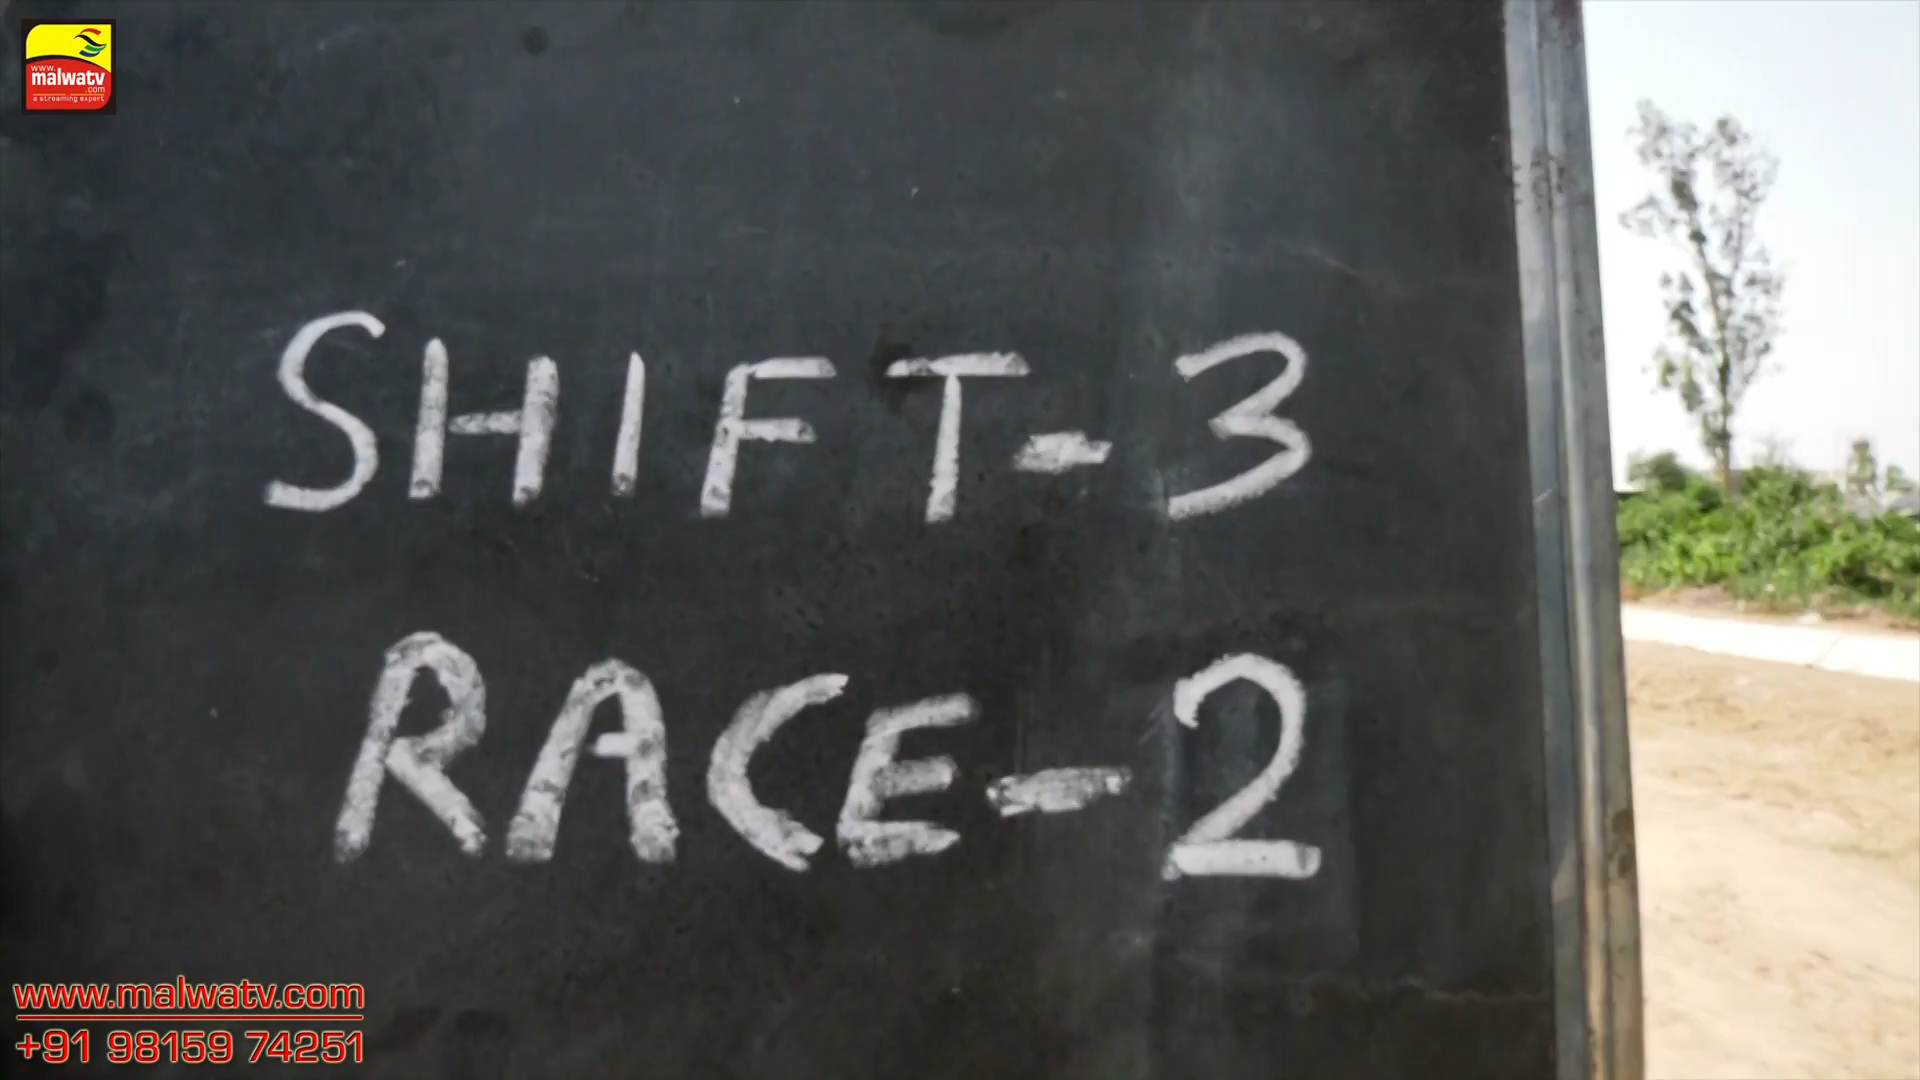 www.
malwatv
.com
a streaming expert
SHIFT-3
RACE-2
www.malwatv.com
+91 98159 74251